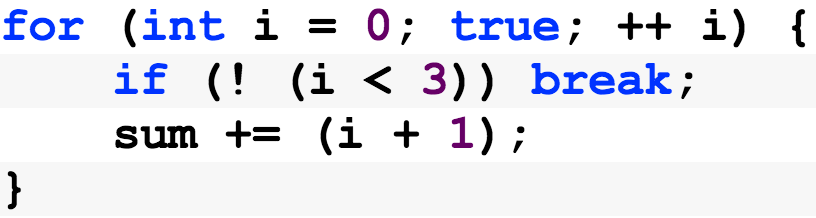 for (int i = 0; true; ++ i) {
    if (! (i < 3)) break;
    sum += (i + 1);
}